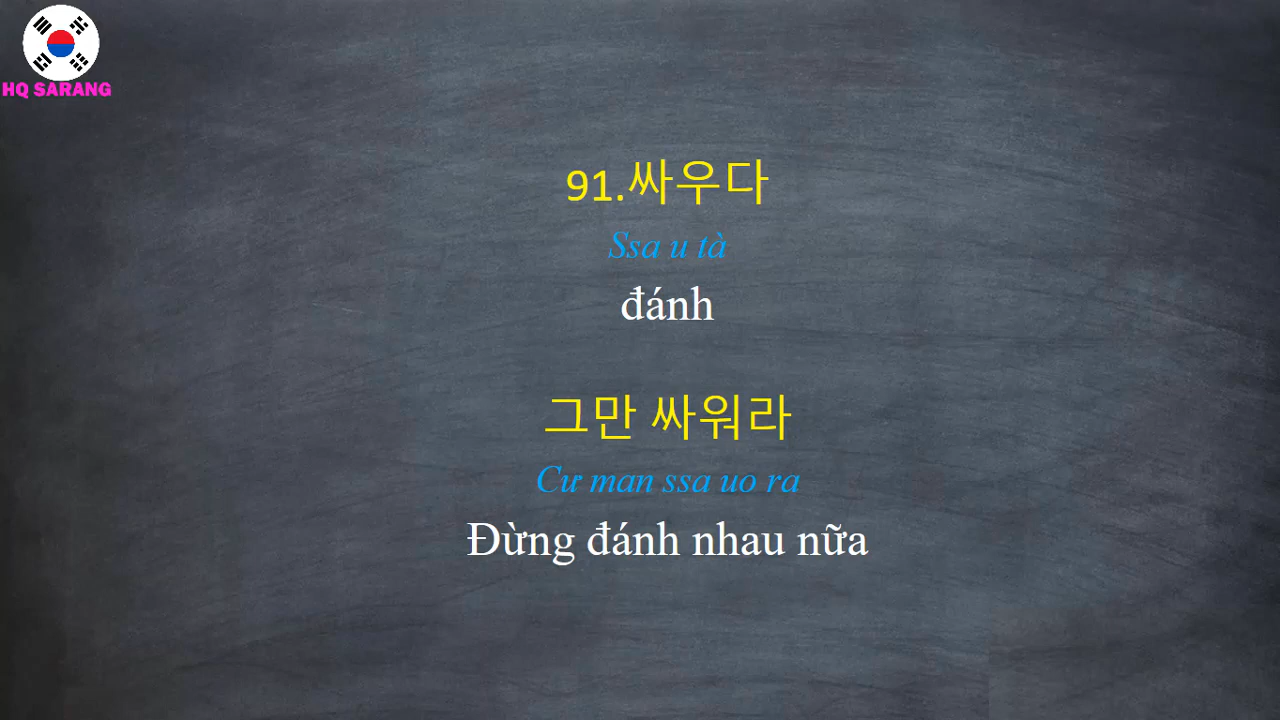 HQ SARANG
91.싸우다
Ssa u tà
đánh
그만 싸워라
Cư man ssa uo ra
Đừng đánh nhau nữa